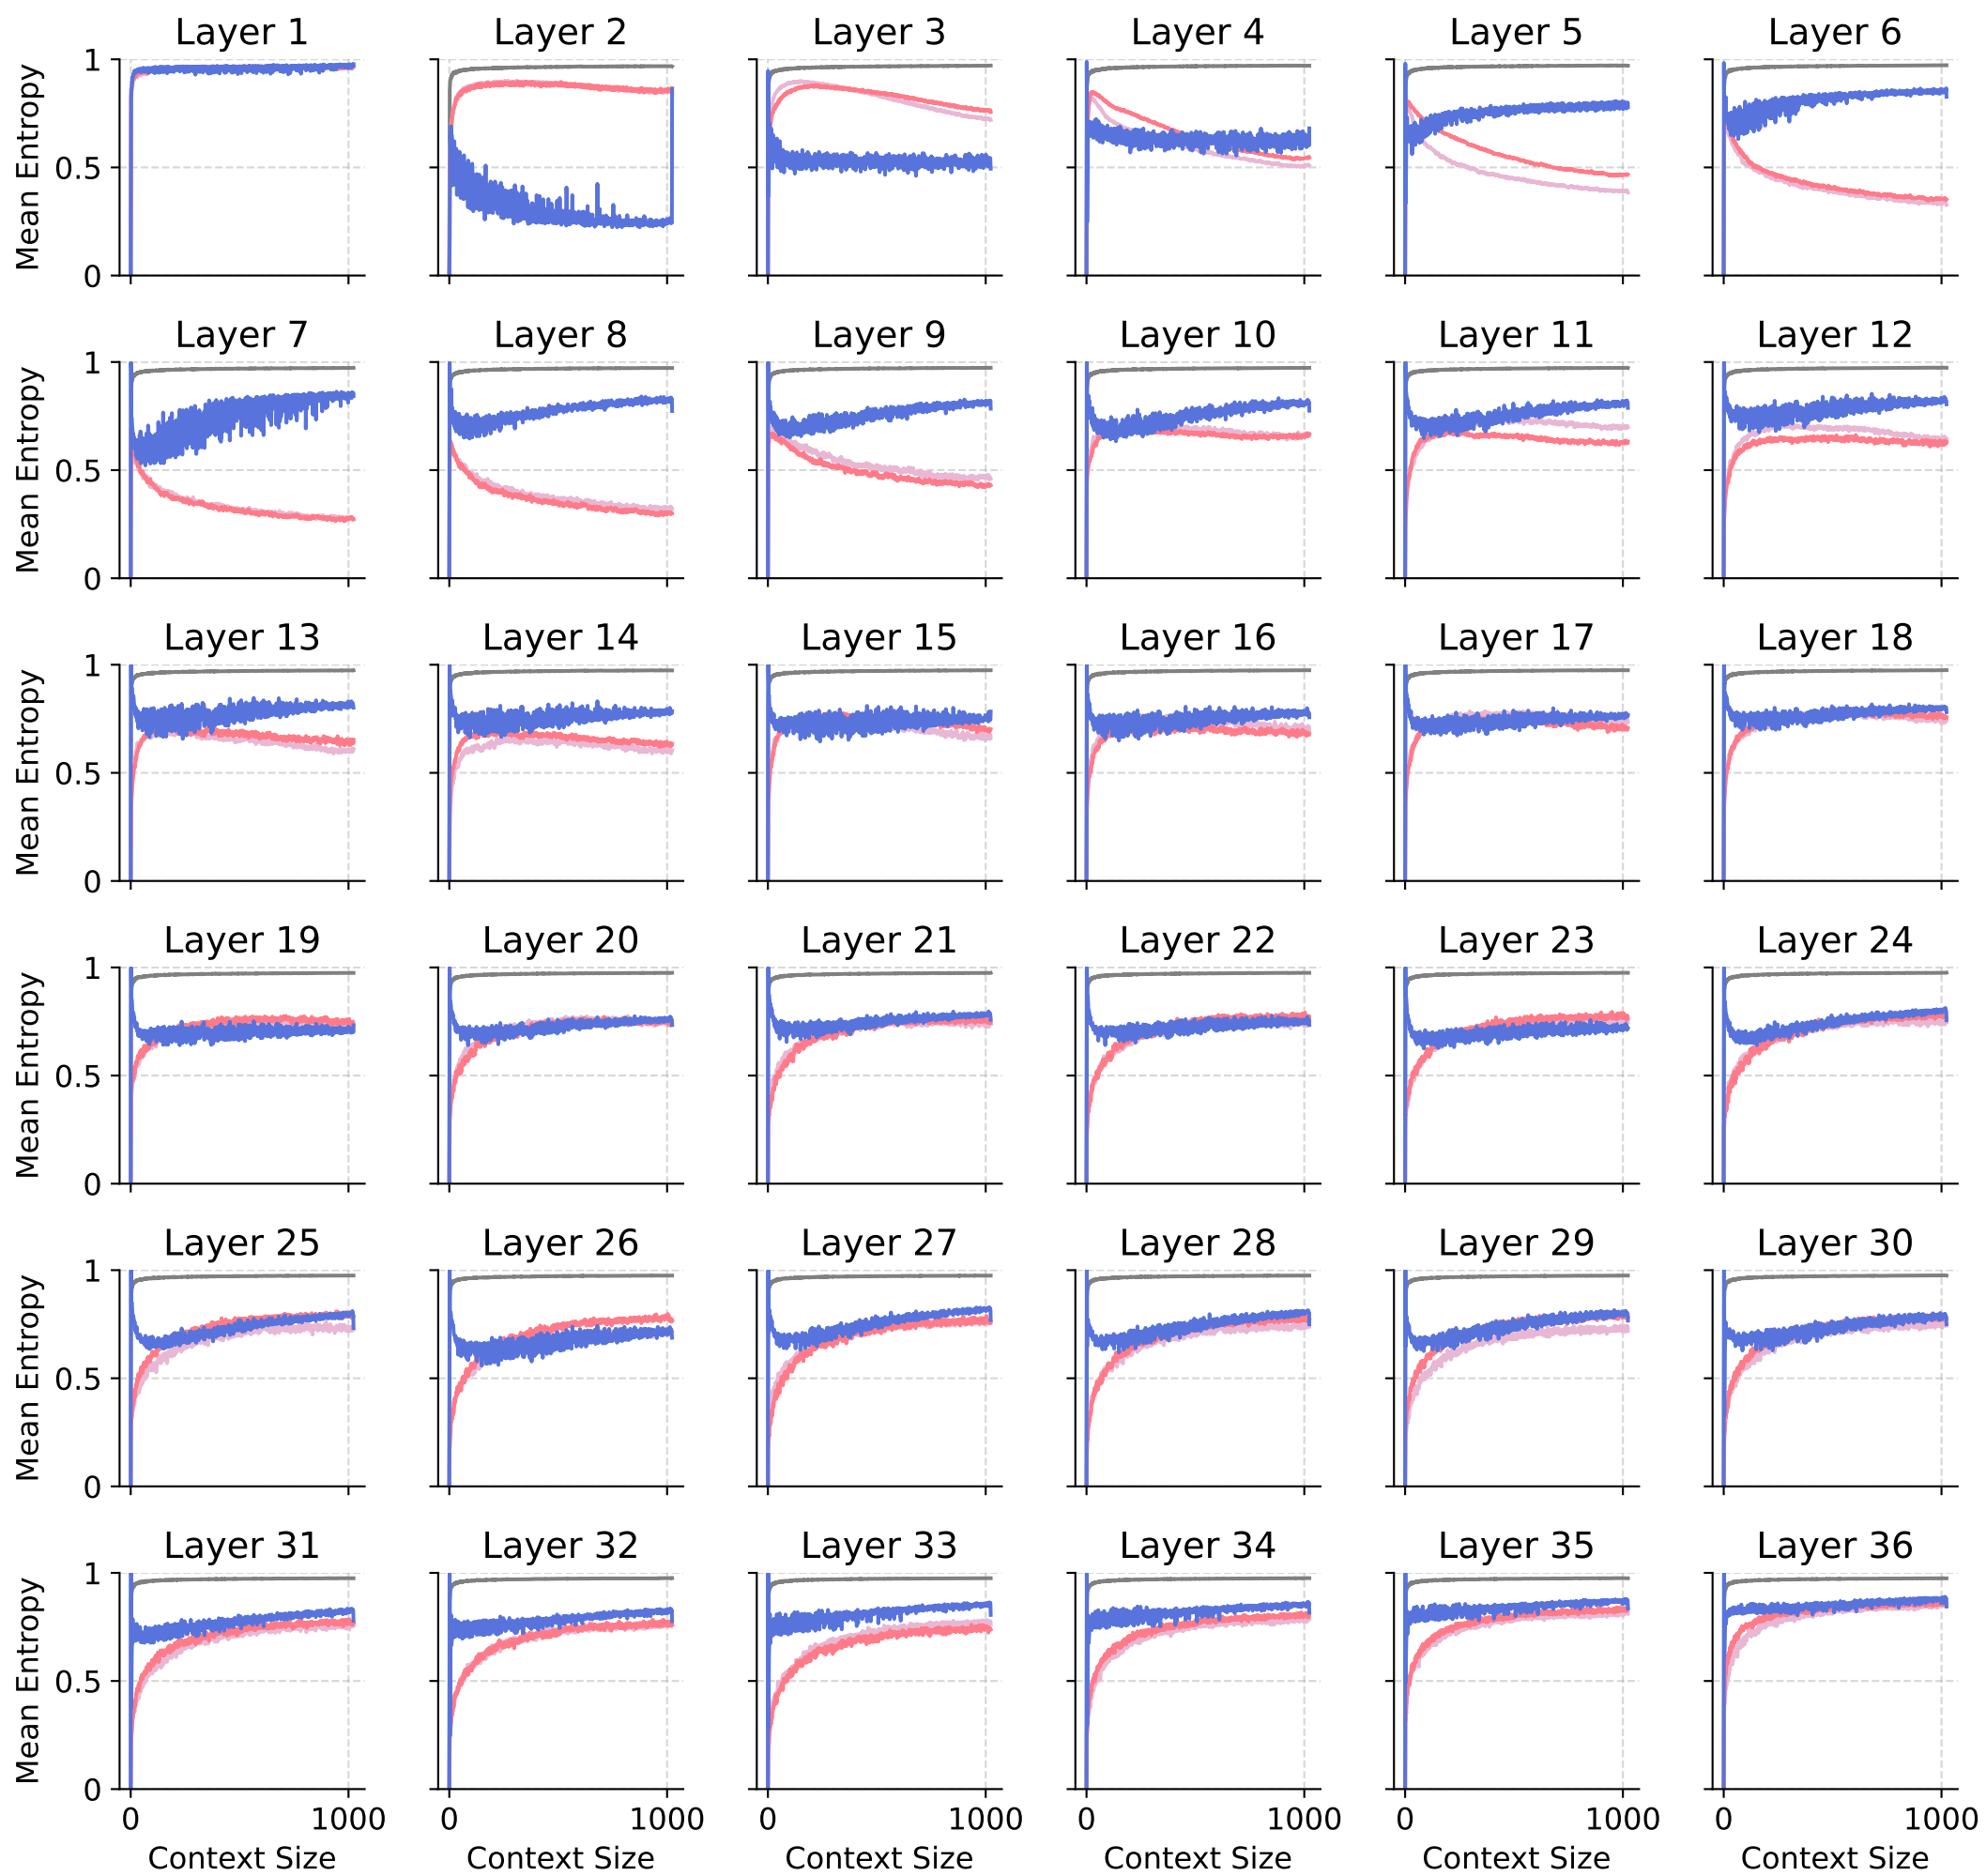 Layer 1 Layer 2 Layer 3 Layer 4 Layer 5 Layer 6
Mean Entropy
1
0.5
0
Layer 7 Layer 8 Layer 9 Layer 10 Layer 11 Layer 12
Mean Entropy
1
0.5
0
Layer 13 Layer 14 Layer 15 Layer 16 Layer 17 Layer 18
Mean Entropy
1
0.5
0
Layer 19 Layer 20 Layer 21 Layer 22 Layer 23 Layer 24
Mean Entropy
1
0.5
0
Layer 25 Layer 26 Layer 27 Layer 28 Layer 29 Layer 30
Mean Entropy
1
0.5
0
Layer 31 Layer 32 Layer 33 Layer 34 Layer 35 Layer 36
Mean Entropy
1
0.5
0
0 1000 0 1000 0 1000 0 1000 0 1000 0 1000
Context Size Context Size Context Size Context Size Context Size Context Size